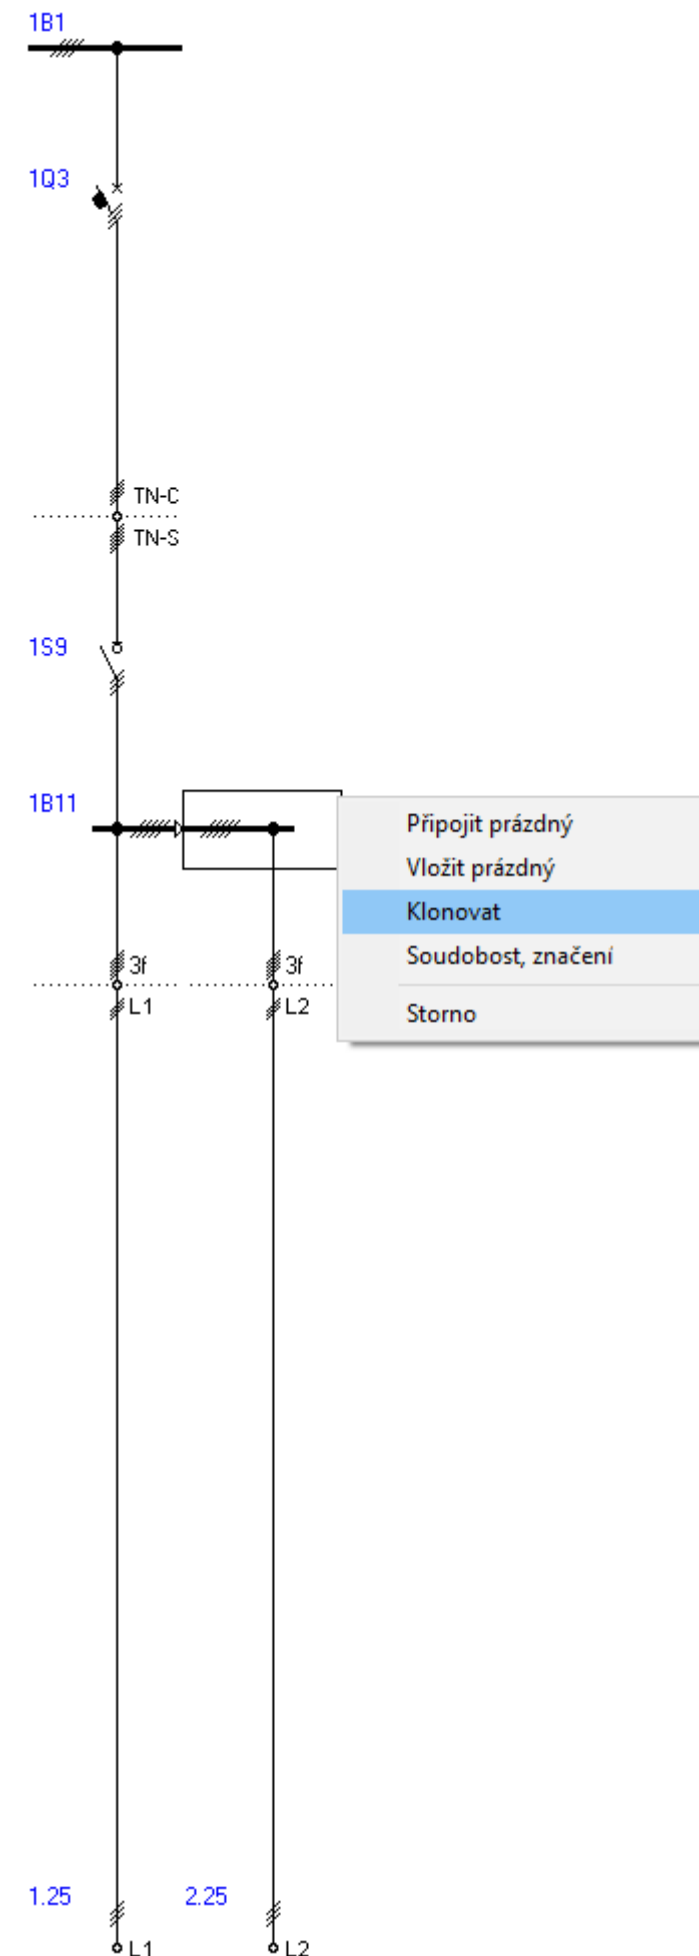 1B1
1Q3
TN-C
TN-S
1S9
1B11
Připojit prázdný
Vložit prázdný
Klonovat
Soudobost, značení
Storno
3f 3f
L1 L2
1.25 2.25
L1 L2